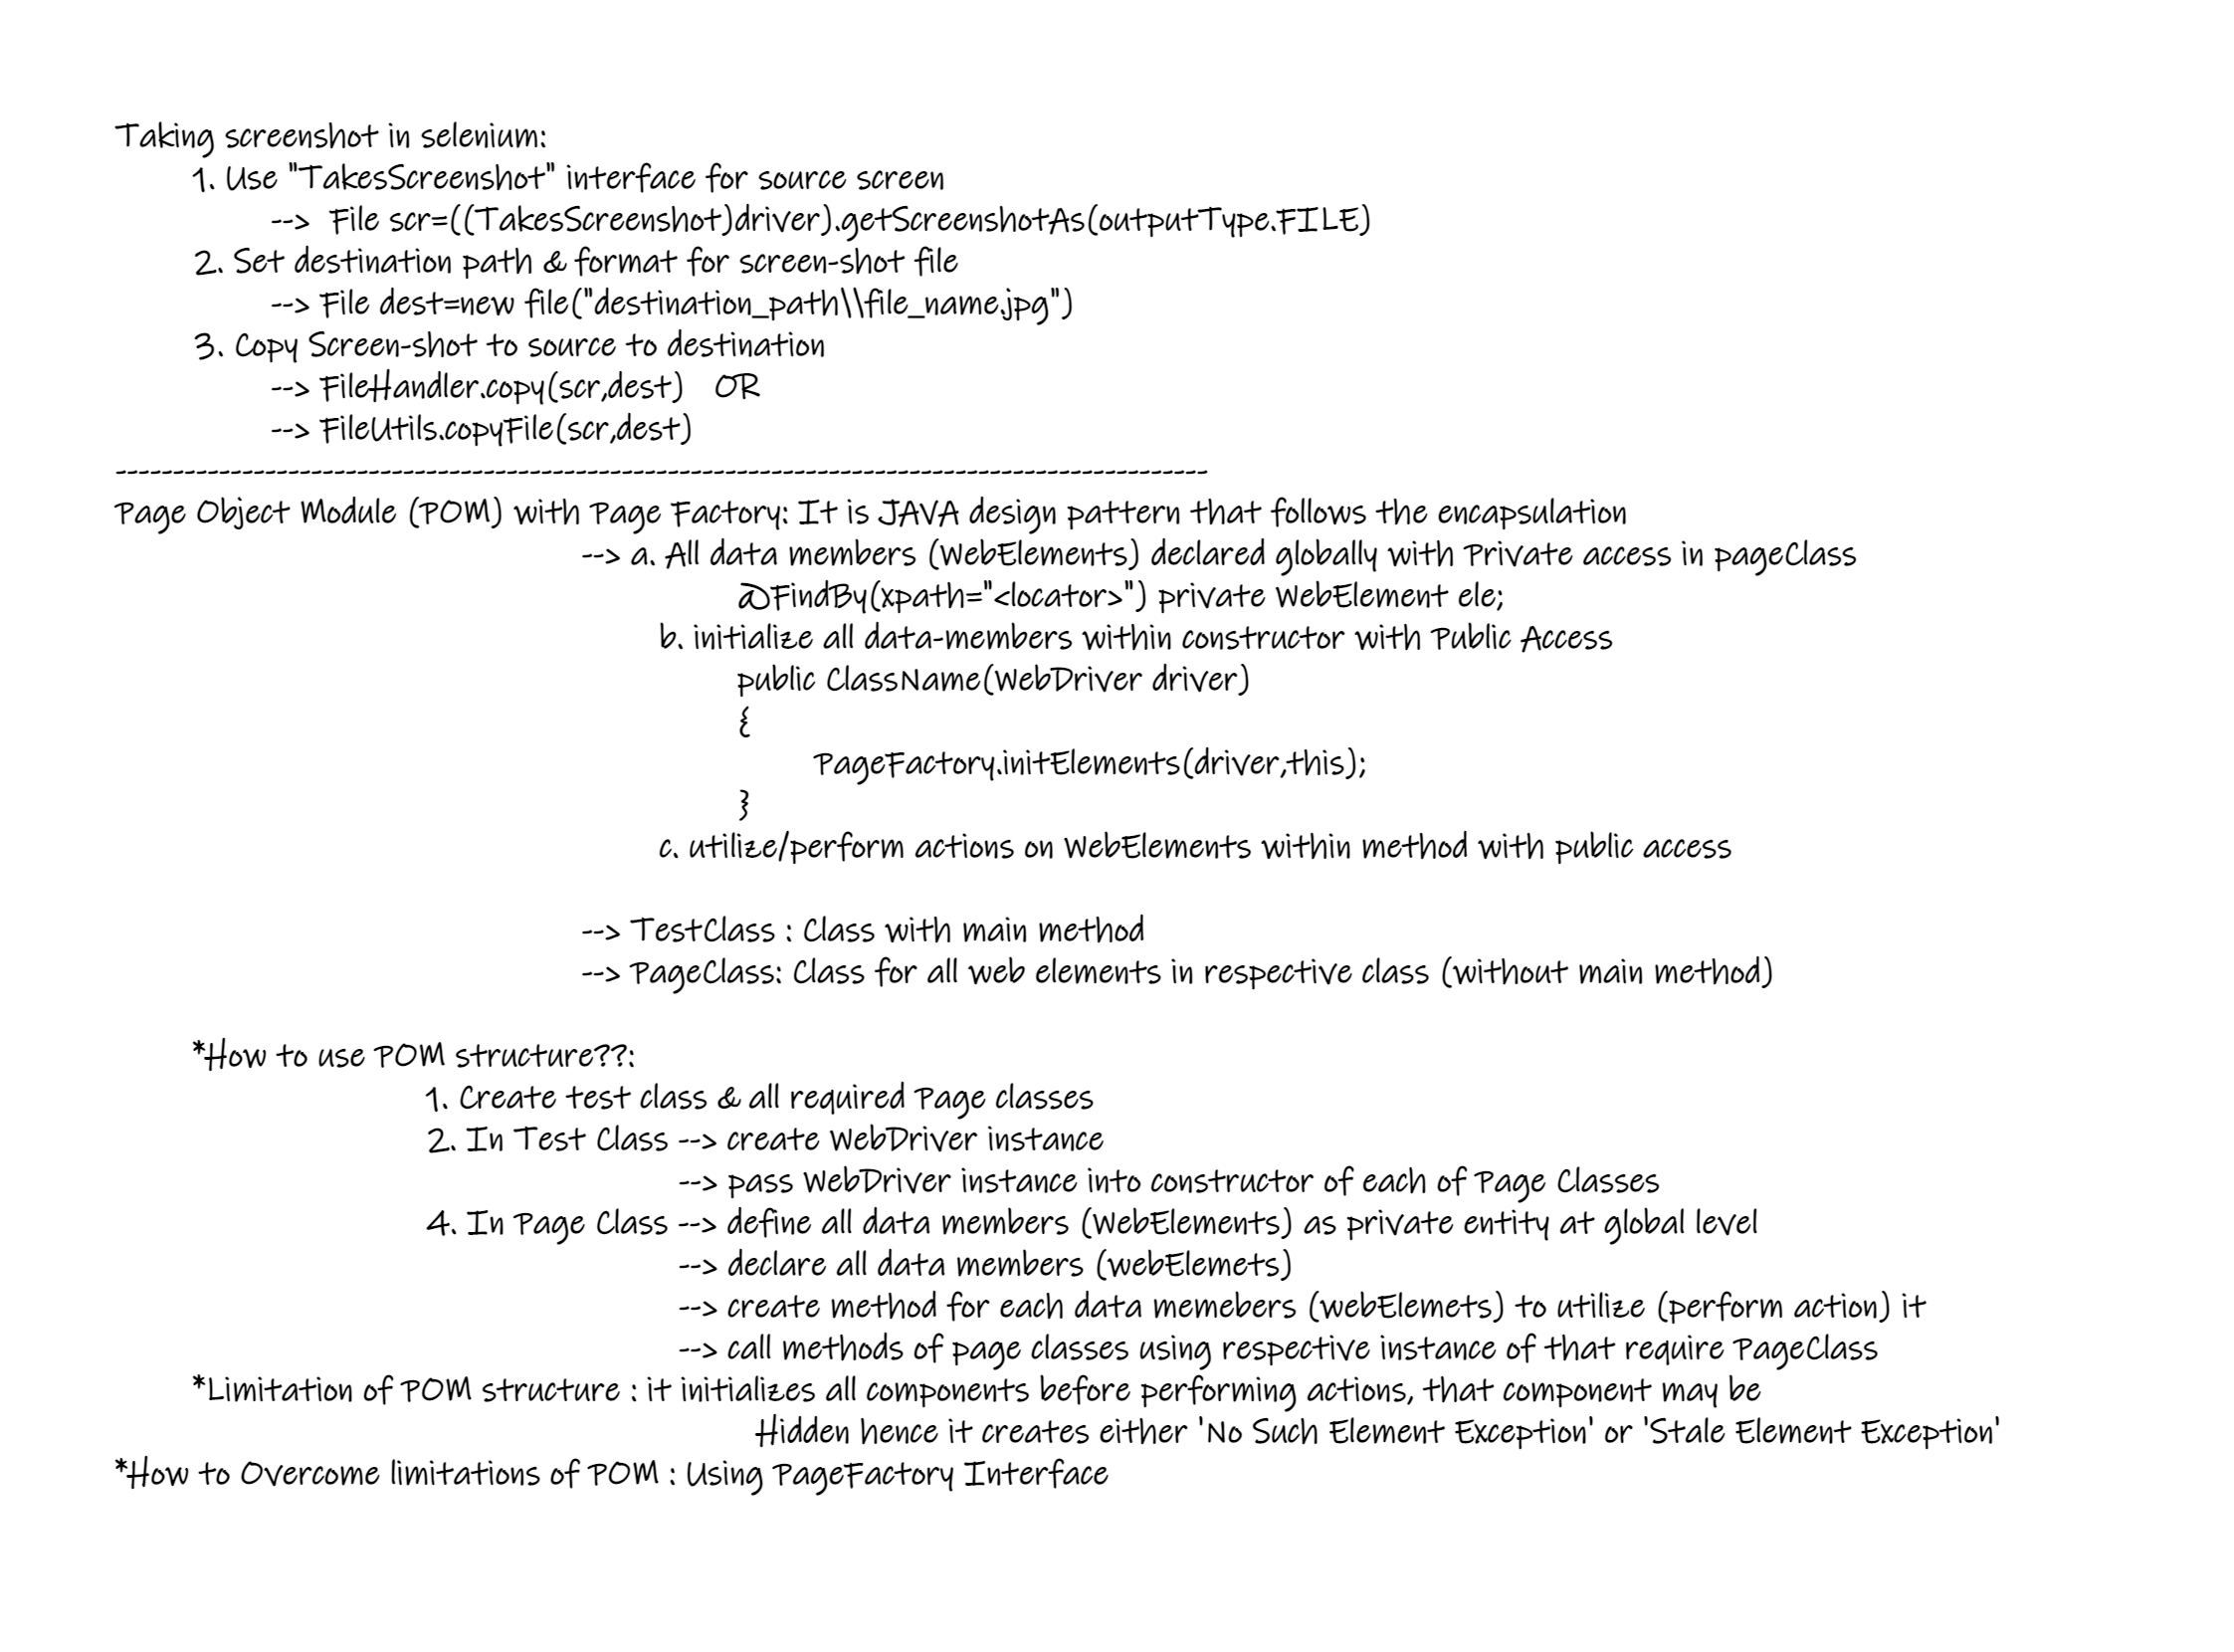 Taking screenshot in selenium:
1. Use "TakesScreenshot" interface for source screen
--> File scr=((TakesScreenshot)driver).getScreenshotAs(outputType.FILE)
2. Set destination path & format for screen-shot file
--> File dest=new file("destination_path\\file_name.jpg")
3. Copy Screen-shot to source to destination
--> FileHandler.copy(scr,dest) OR
--> FileUtils.copyFile(scr,dest)
-----------------------------------------------------------------------------------------------
Page Object Module (POM) with Page Factory: It is JAVA design pattern that follows the encapsulation
--> a. All data members (WebElements) declared globally with Private access in pageClass
@FindBy(xpath="<locator>") private WebElement ele;
b. initialize all data-members within constructor with Public Access
public ClassName(WebDriver driver)
{
PageFactory.initElements(driver,this);
}
c. utilize/perform actions on WebElements within method with public access
--> TestClass : Class with main method
--> PageClass: Class for all web elements in respective class (without main method)
*How to use POM structure??:
1. Create test class & all required Page classes
2. In Test Class --> create WebDriver instance
--> pass WebDriver instance into constructor of each of Page Classes
4. In Page Class --> define all data members (WebElements) as private entity at global level
--> declare all data members (webElemets)
--> create method for each data memebers (webElemets) to utilize (perform action) it
--> call methods of page classes using respective instance of that require PageClass
*Limitation of POM structure : it initializes all components before performing actions, that component may be
Hidden hence it creates either 'No Such Element Exception' or 'Stale Element Exception'
*How to Overcome limitations of POM : Using PageFactory Interface